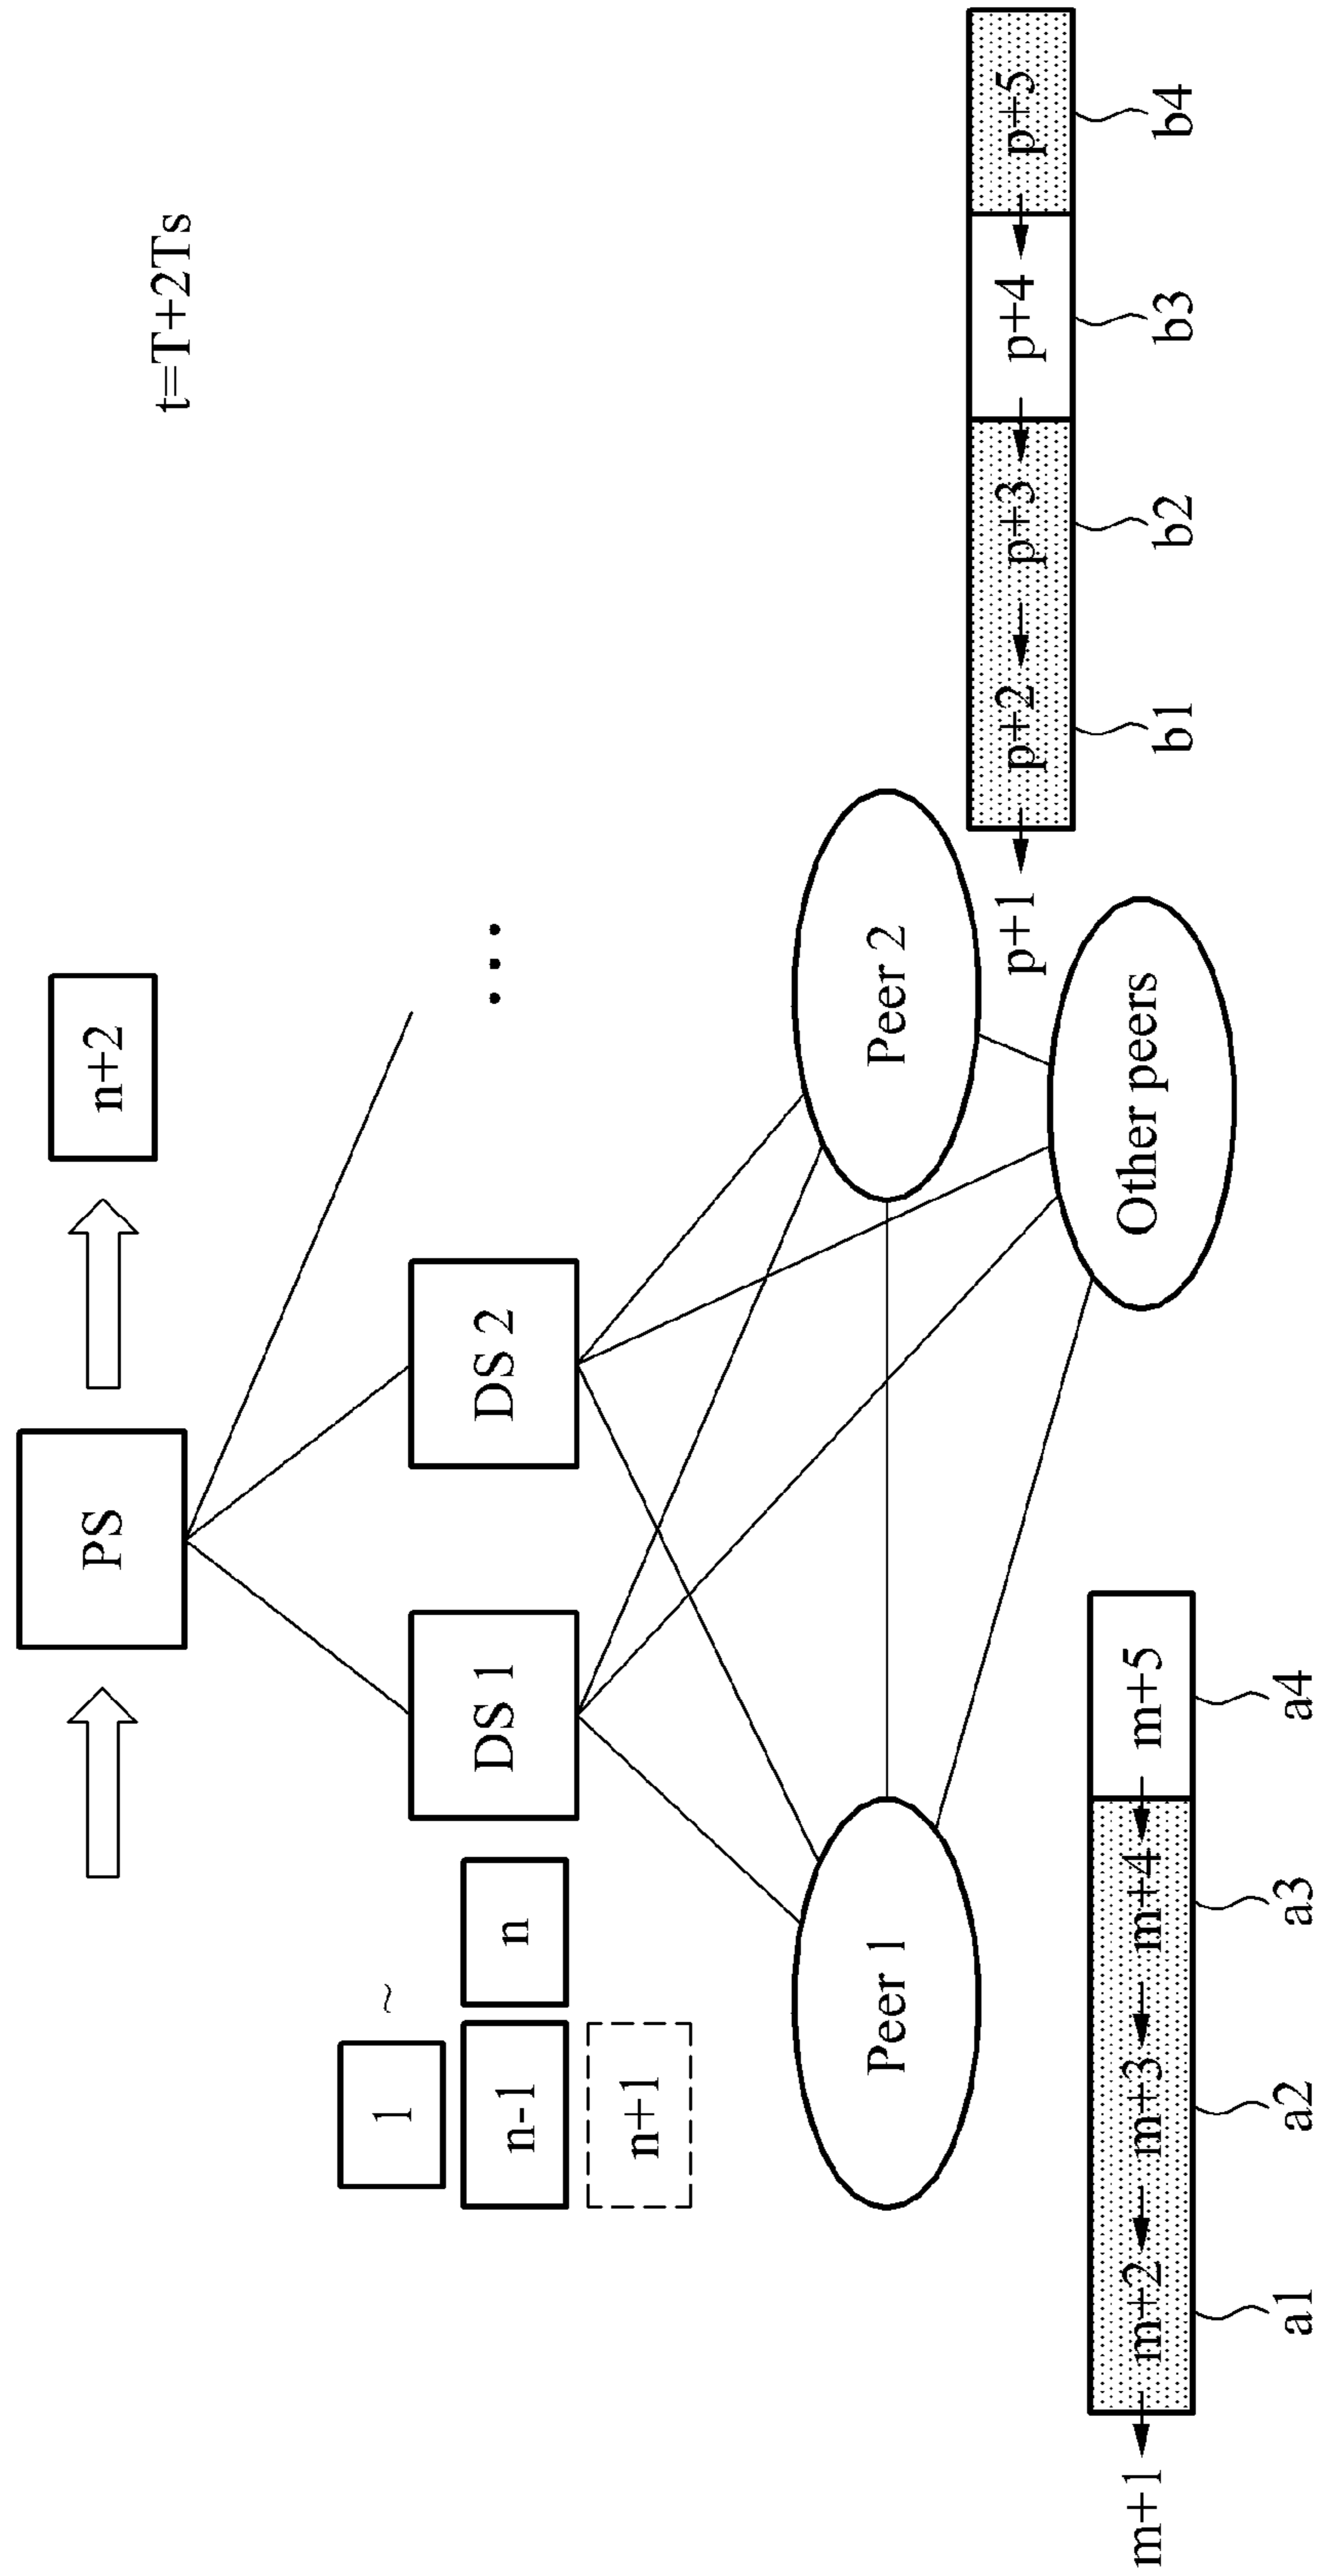 t=T+2Ts
PS
n+2
DS 1
DS 2
...
1
~
n-1
n
n+1
Peer 1
Peer 2
Other peers
m+1
m+2
m+3
m+4
m+5
a1
a2
a3
a4
p+1
p+2
p+3
p+4
p+5
b1
b2
b3
b4